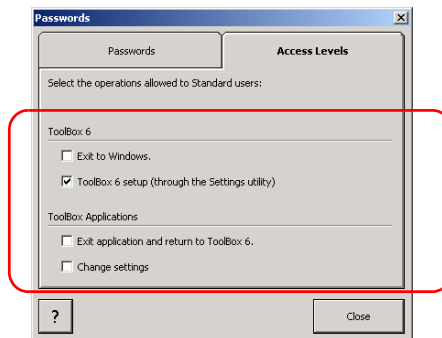 Passwords
Passwords
Access Levels
Select the operations allowed to Standard users:
ToolBox 6
Exit to Windows.
ToolBox 6 setup (through the Settings utility)
ToolBox Applications
Exit application and return to ToolBox 6.
Change settings
?
Close